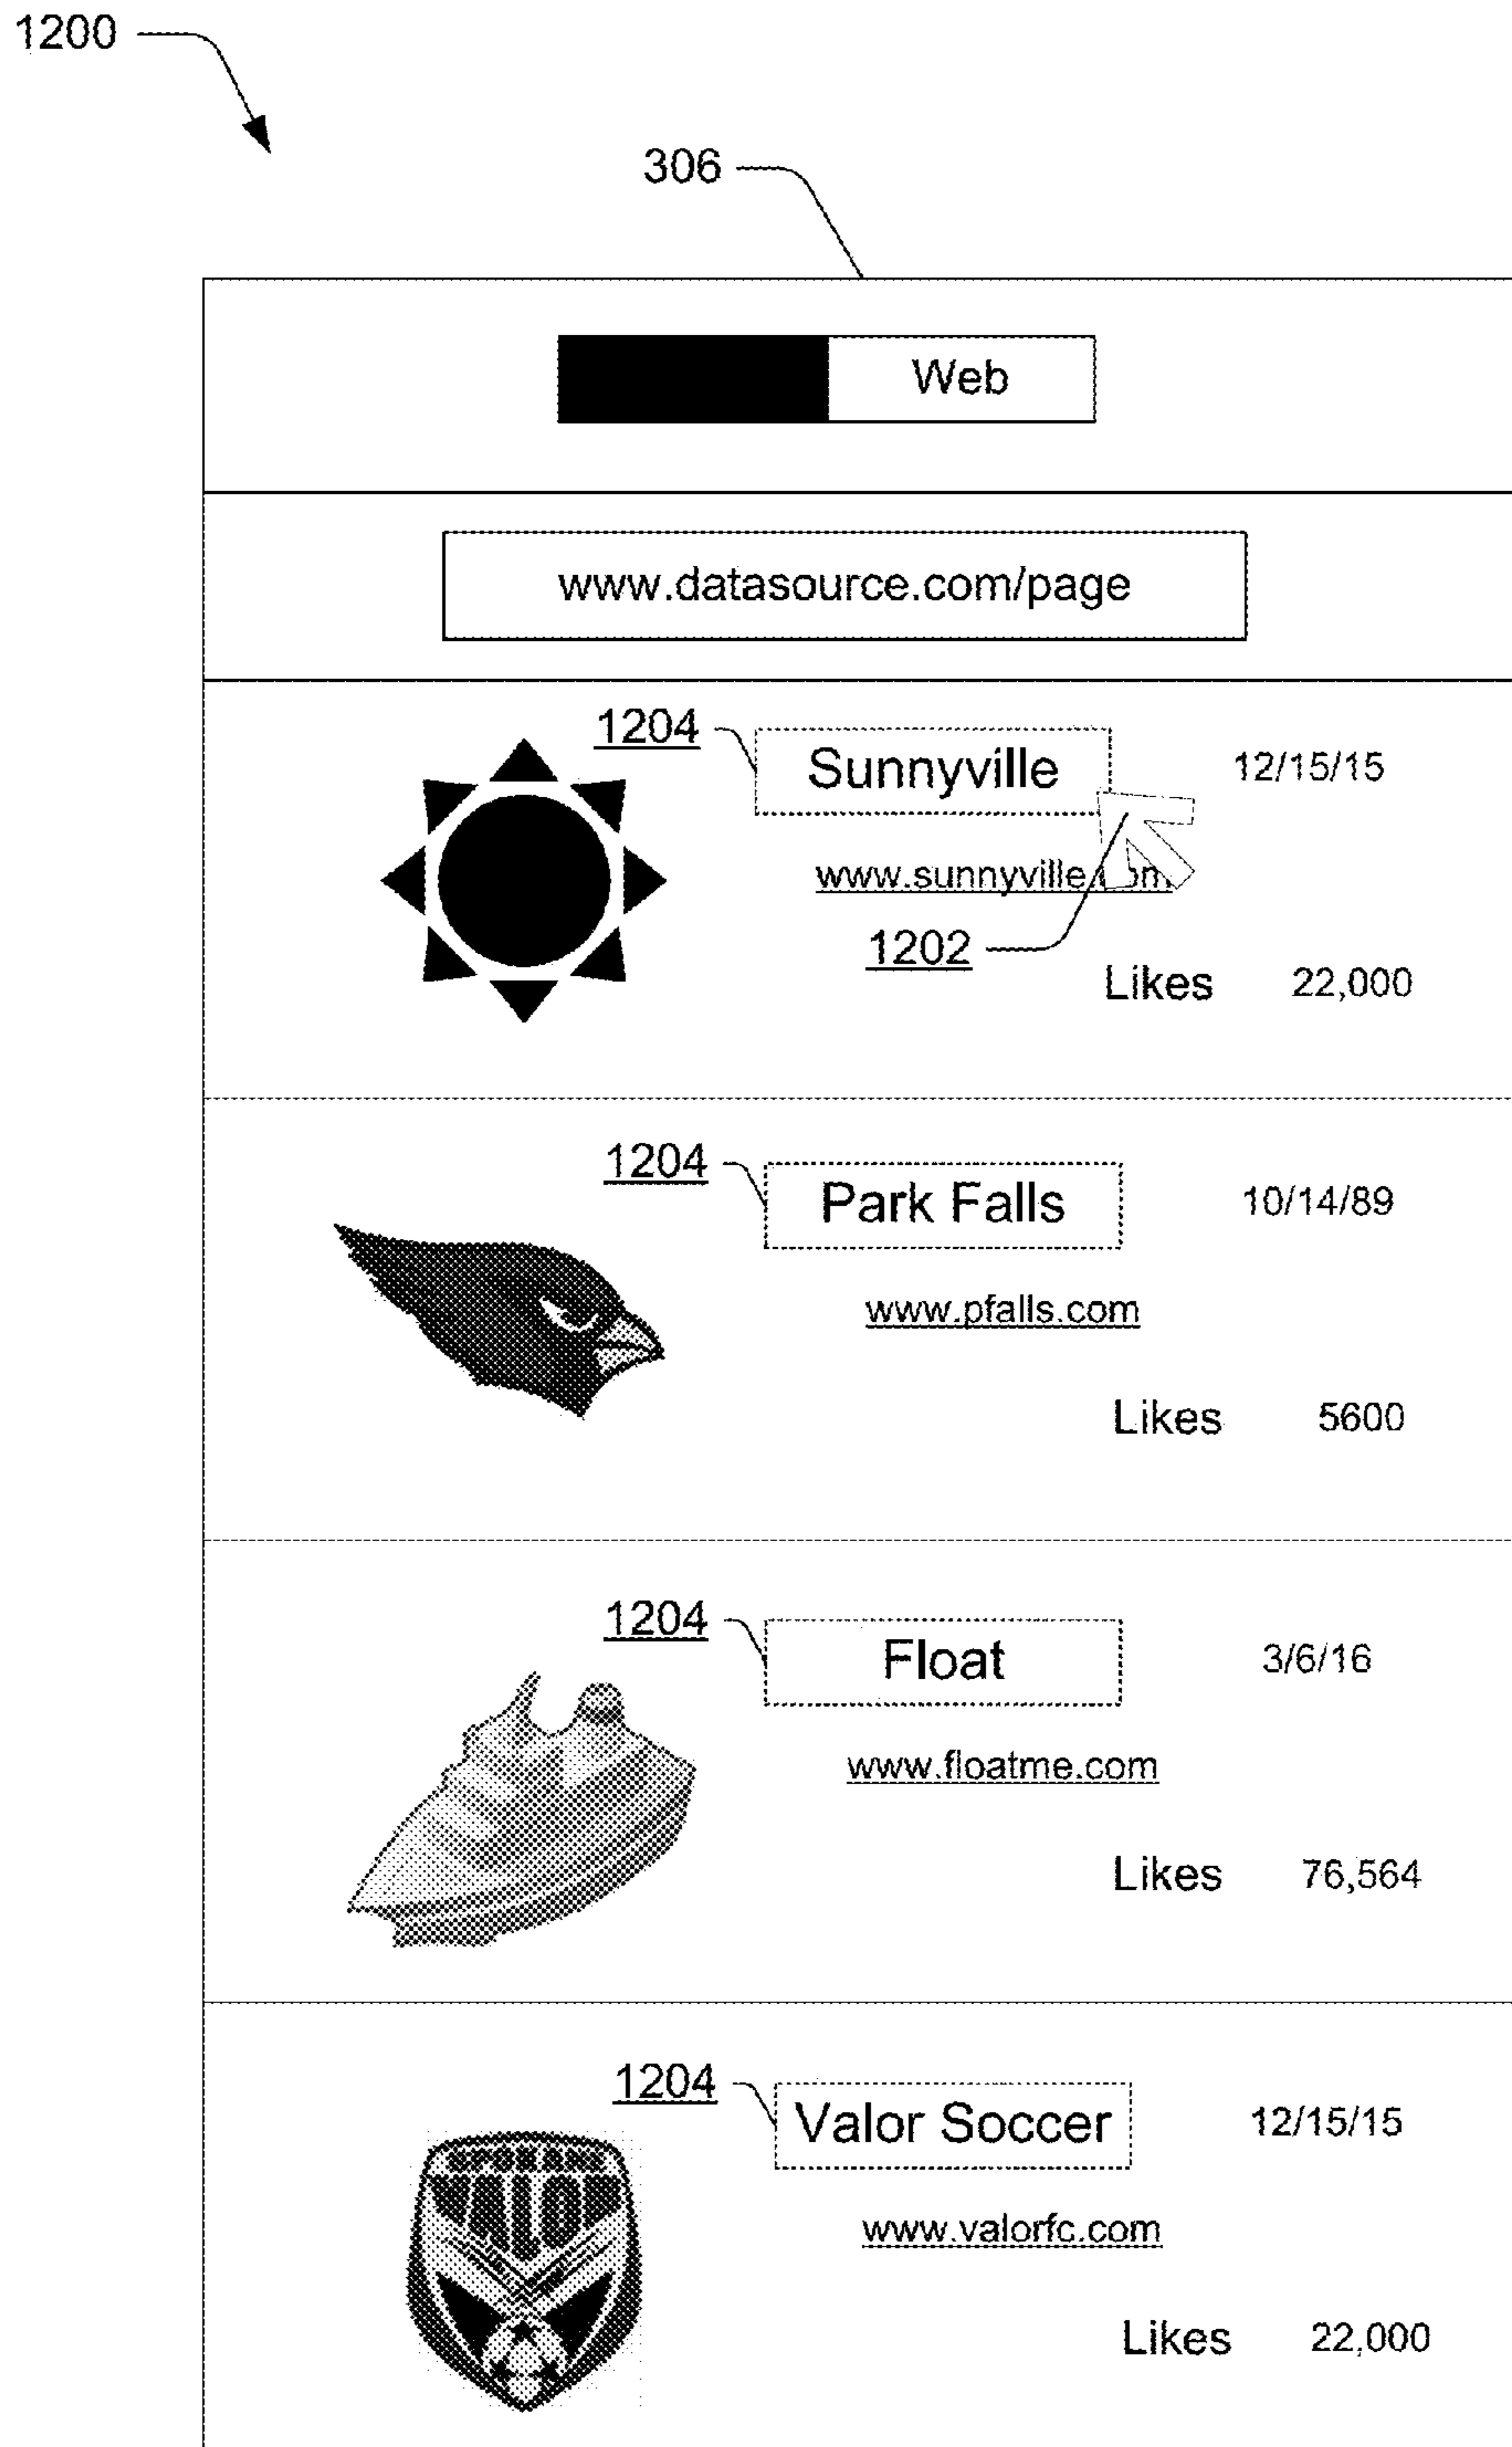 1200
306
Web
www.datasource.com/page
1204 Sunnyville 12/15/15
www.sunnyville.
1202
Likes 22,000
1204 Park Falls 10/14/89
www.pfalls.com
Likes 5600
1204 Float 3/6/16
www.floatme.com
Likes 76,564
1204 Valor Soccer 12/15/15
www.valorfc.com
Likes 22,000